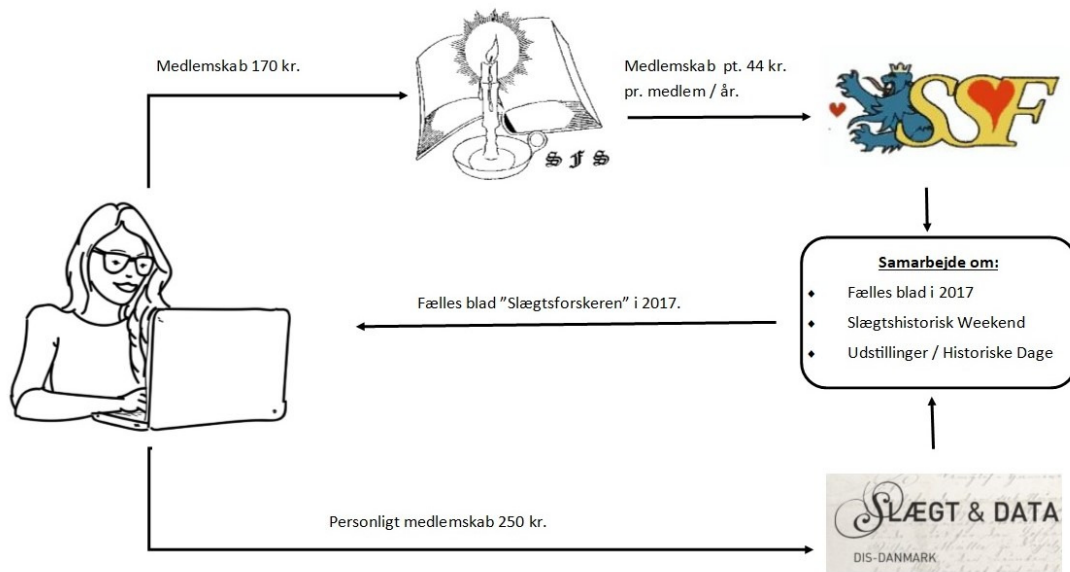 Medlemskab 170 kr.
S F S
Medlemskab pt. 44 kr.
pr. medlem / år.
SSF
Samarbejde om:
Fælles blad i 2017
Slægtshistorisk Weekend
Udstillinger / Historiske Dage
Fælles blad ”Slægtsforskeren” i 2017.
Personligt medlemskab 250 kr.
SLÆGT & DATA
DIS-DANMARK